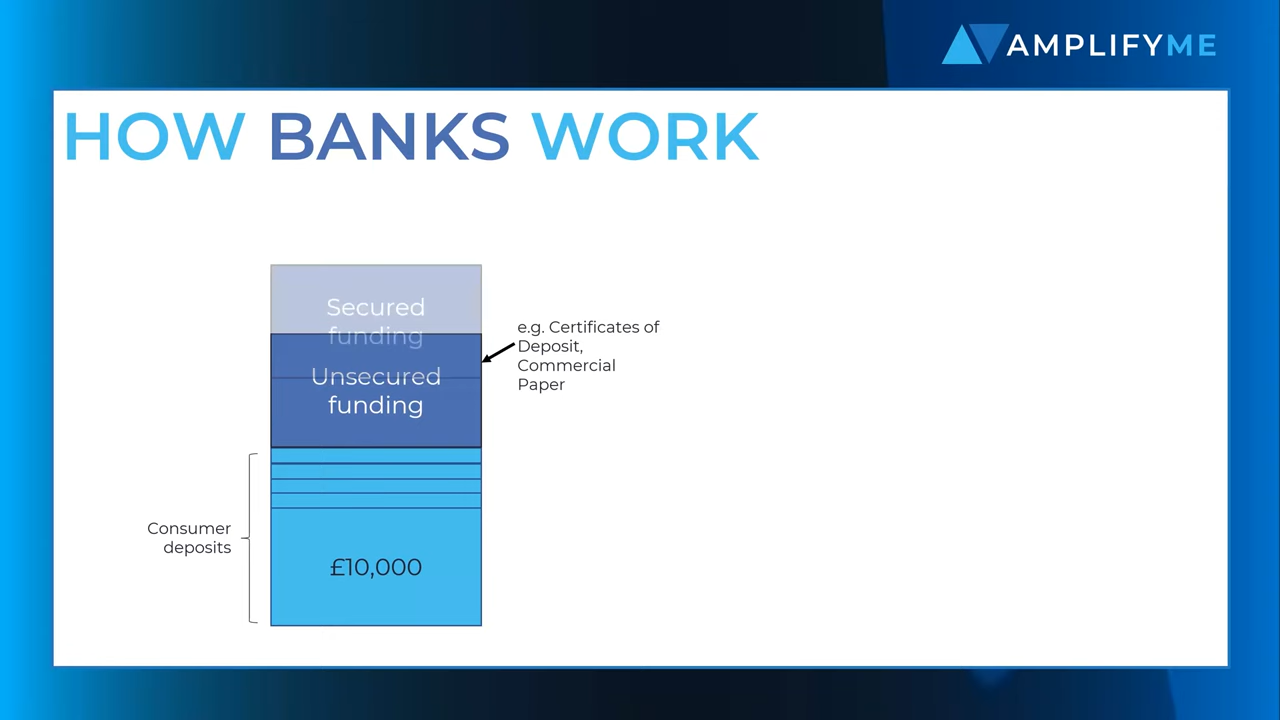 AMPLIFYME
HOW BANKS WORK
Secured
funding
Unsecured
funding
e.g. Certificates of
Deposit,
Commercial
Paper
Consumer
deposits
£10,000